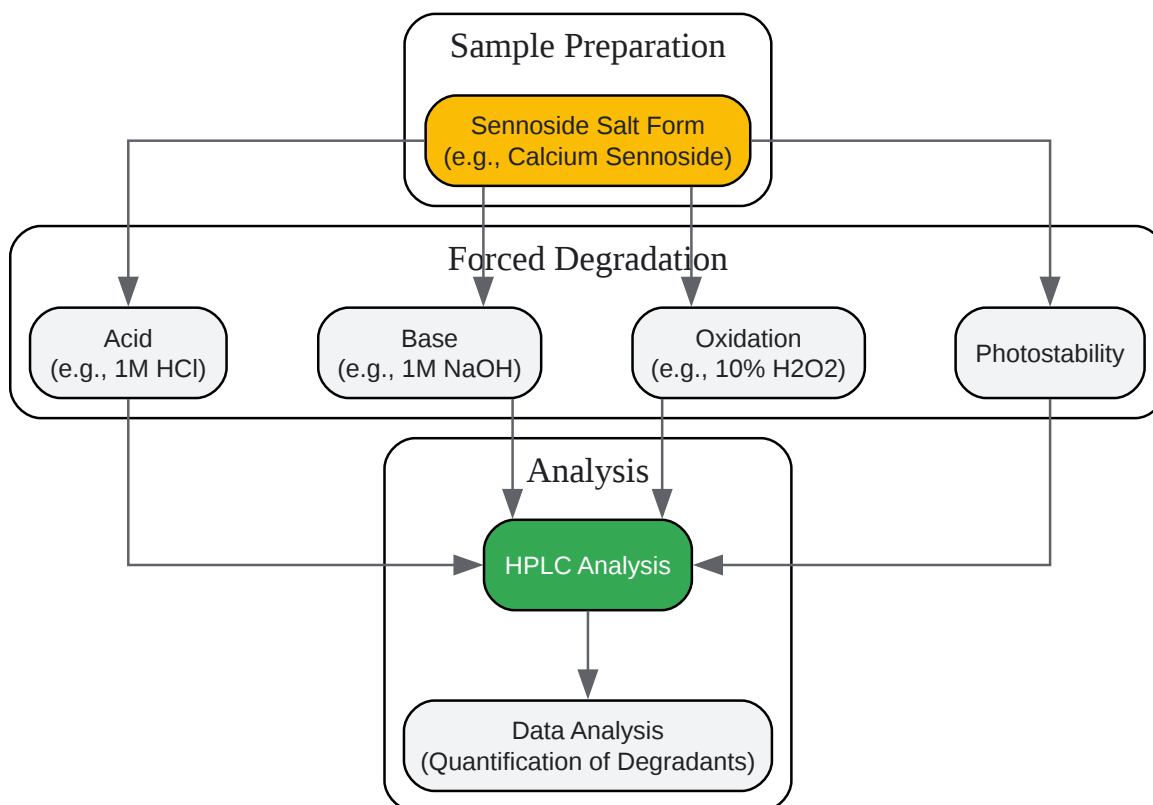 Sample Preparation
Sennoside Salt Form
(e.g., Calcium Sennoside)
Forced Degradation
Acid
(e.g., 1M HCl)
Base
(e.g., 1M NaOH)
Oxidation
(e.g., 10% H2O2)
Photostability
Analysis
HPLC Analysis
Data Analysis
(Quantification of Degradants)